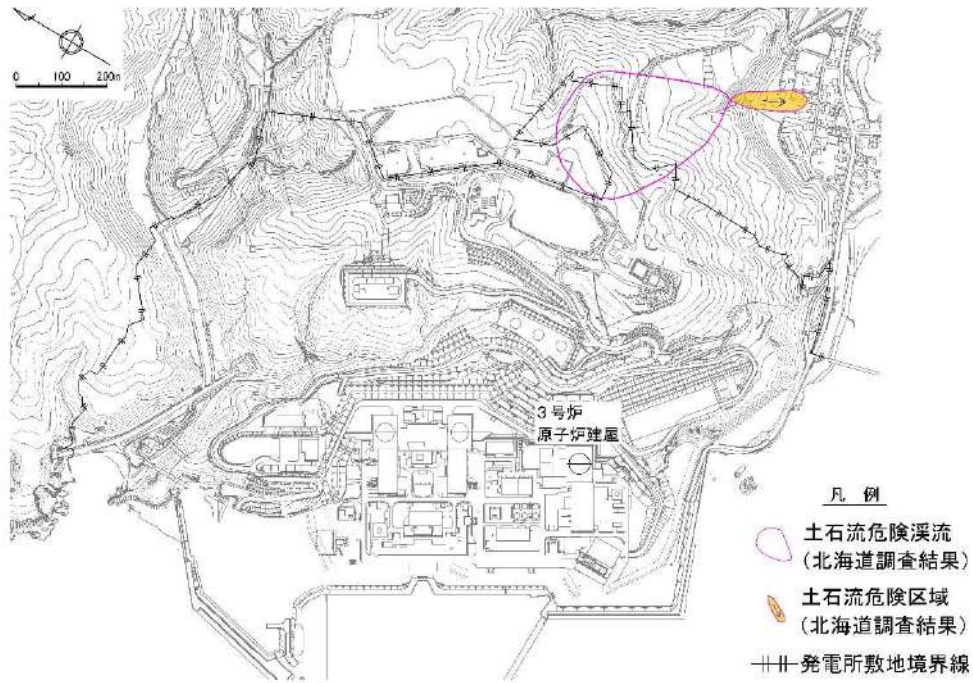 0 100 200m
3号炉
原子炉建屋
凡 例
土石流危険渓流
(北海道調査結果)
土石流危険区域
(北海道調査結果)
発電所敷地境界線